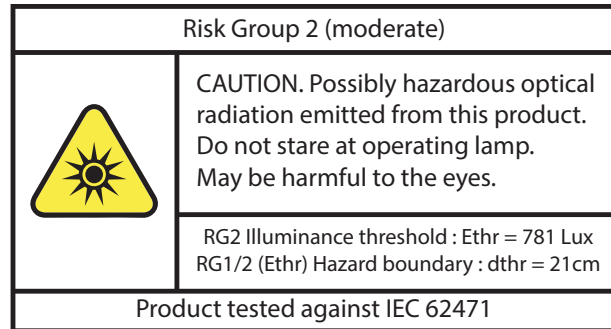 Risk Group 2 (moderate)
CAUTION. Possibly hazardous optical
radiation emitted from this product.
Do not stare at operating lamp.
May be harmful to the eyes.
RG2 Illuminance threshold : Ethr = 781 Lux
RG1/2 (Ethr) Hazard boundary : dthr = 21cm
Product tested against IEC 62471